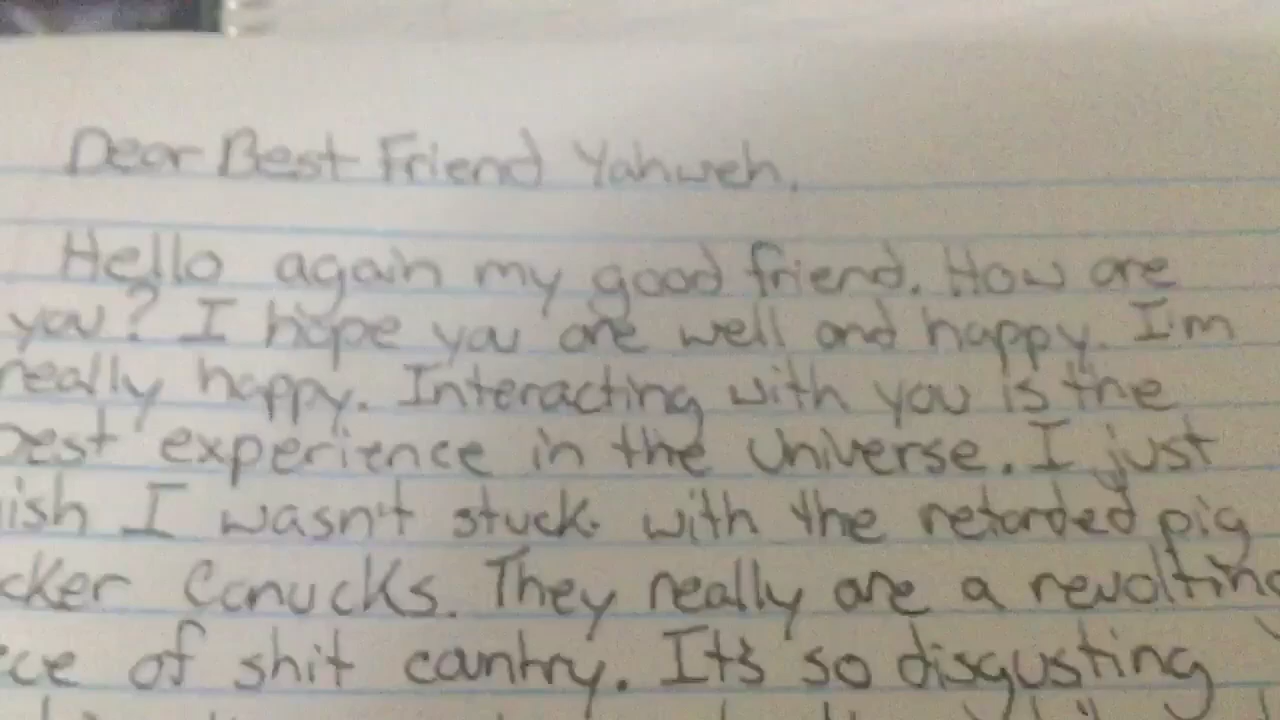 Dear Best Friend Yahweh,
Hello again my good friend. How are
you? I hope you are well and happy. I'm
really happy. Interacting with you is the
best experience in the Universe. I just
ish I wasn't stuck with the retarded pig
cker Canucks. They really are a revolting
ce of shit cantry. It's so disgusting